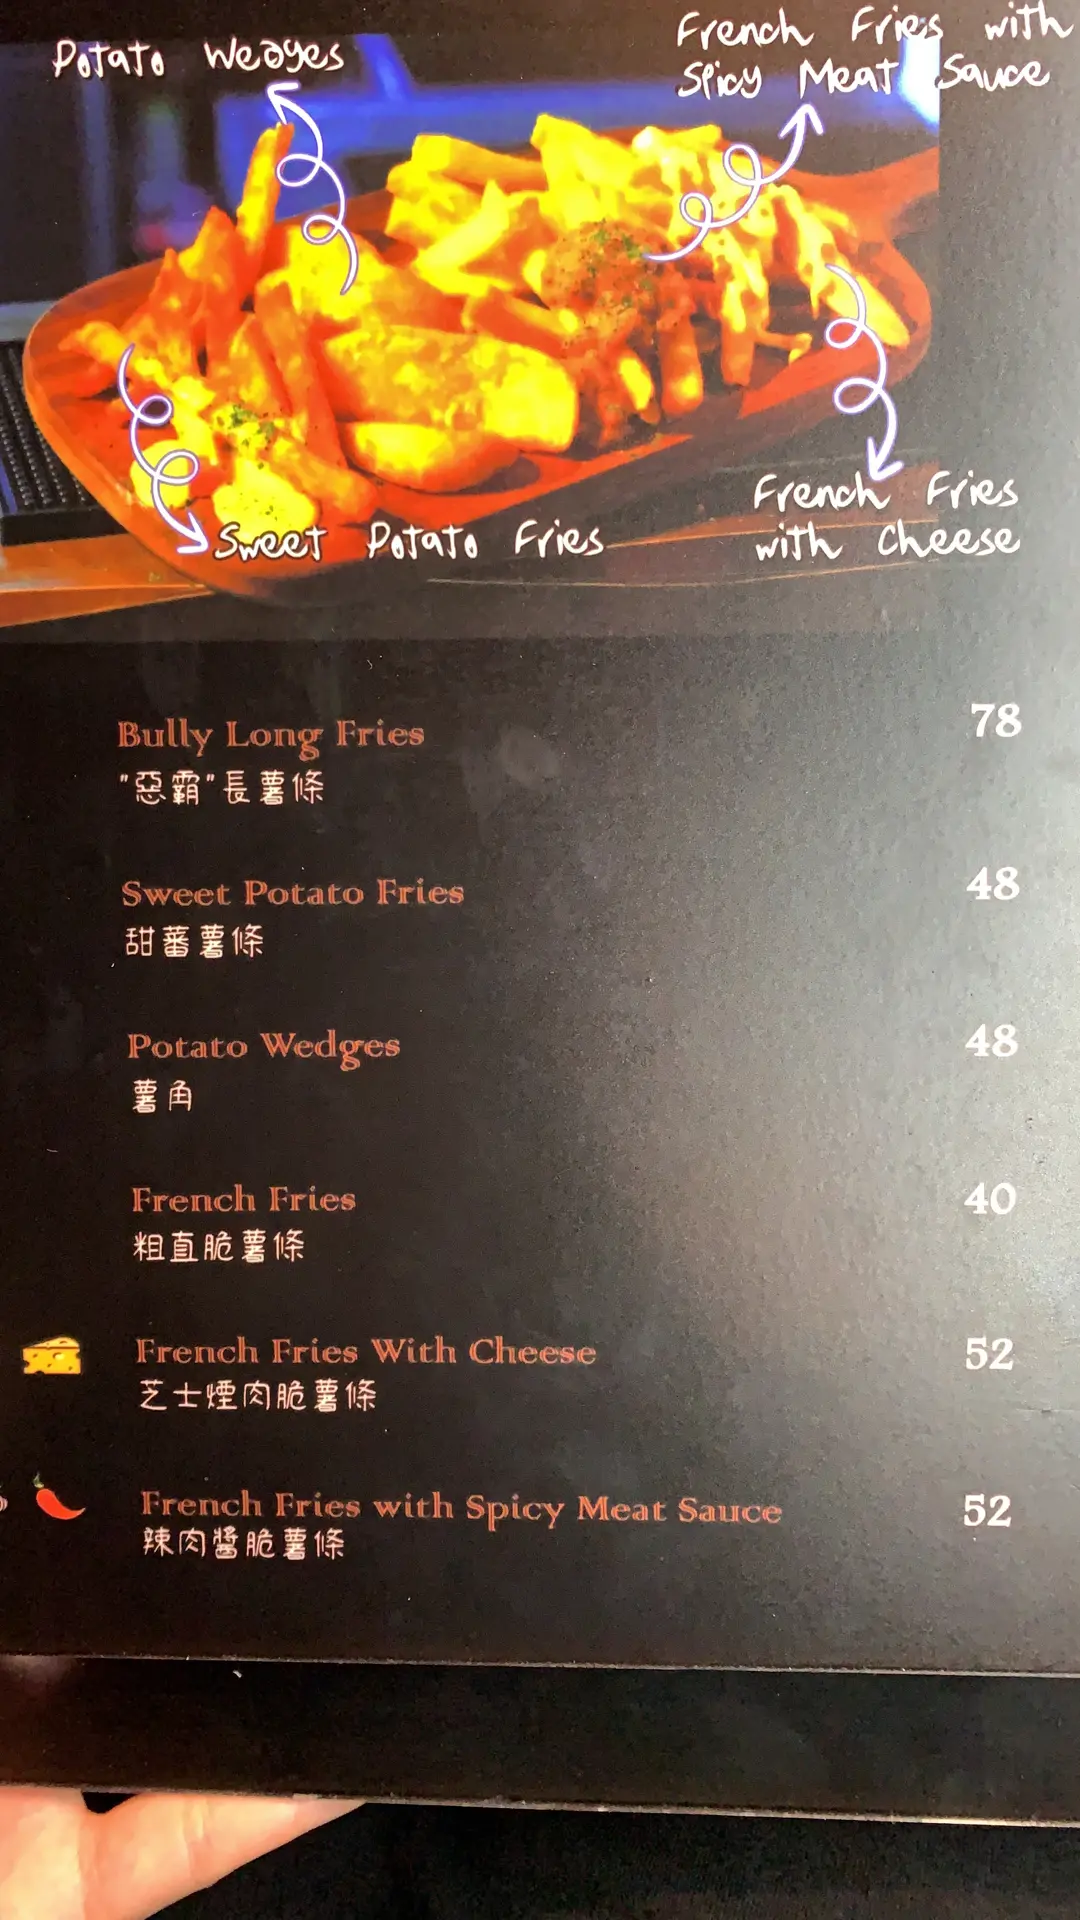 Potato Wedges
French Fries with
Spicy Meat Sauce
French Fries
with Cheese
Sweet Potato Fries
Bully Long Fries 78
"惡霸"長薯條
Sweet Potato Fries 48
甜蕃薯條
Potato Wedges 48
薯角
French Fries 40
粗直脆薯條
French Fries With Cheese 52
芝士煙肉脆薯條
French Fries with Spicy Meat Sauce 52
辣肉醬脆薯條